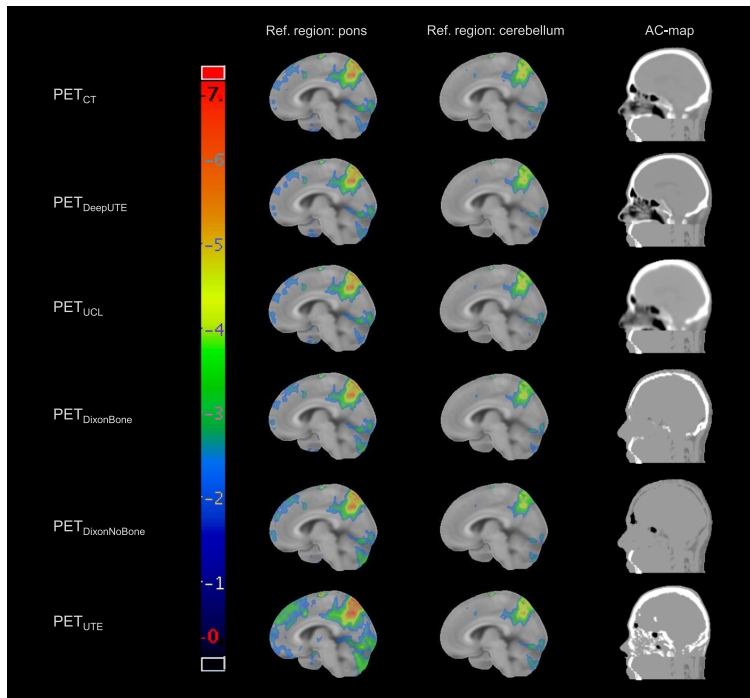 Ref. region: pons Ref. region: cerebellum AC-map
PETCT
PETDeepUTE
PETUCL
PETDixonBone
PETDixonNoBone
PETUTE
-7.
-6
-5
-4
-3
-2
-1
-0